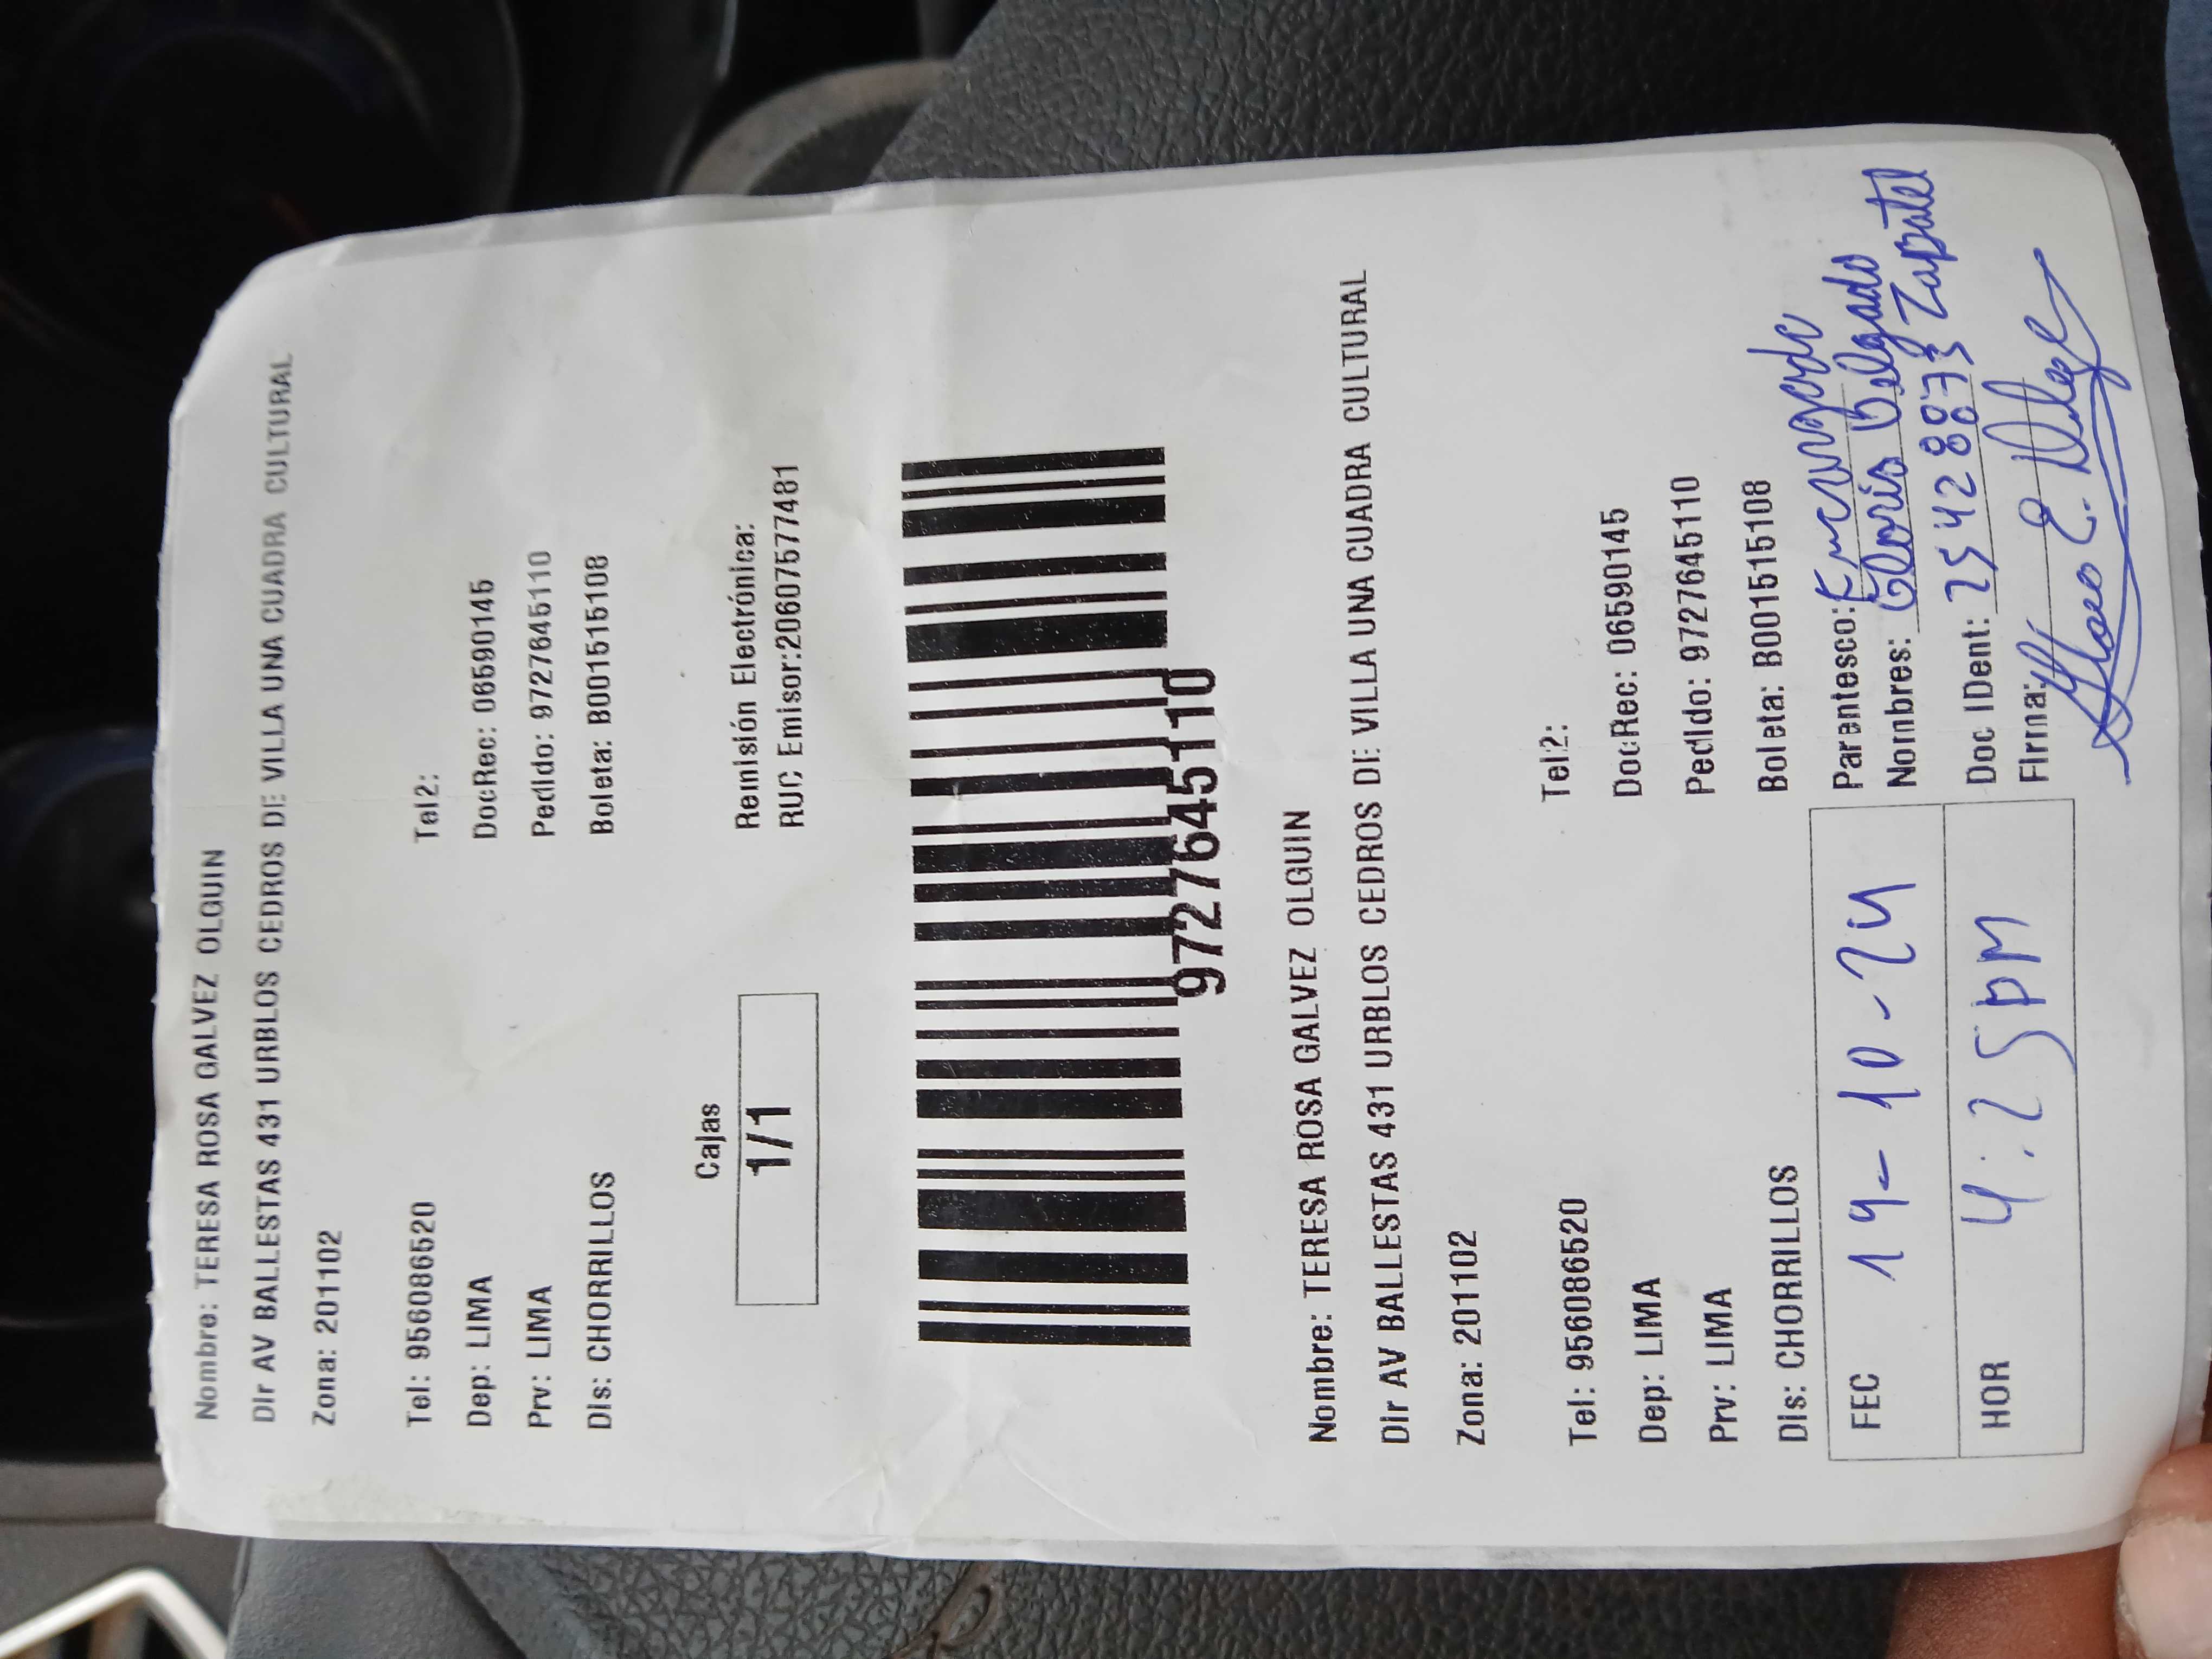 Nombre: TERESA ROSA GALVEZ OLGUIN
Dir AV BALLESTAS 431 URBLOS CEDROS DE VILLA UNA CUADRA CULTURAL
Zona: 201102
Tel: 956086520 Tel2:
Dep: LIMA DocRec: 06590145
Prv: LIMA Pedido: 9727645110
Dis: CHORRILLOS Boleta: B001515108
Cajas Remisión Electrónica:
1/1 RUC Emisor:20607577481
9727645110
Nombre: TERESA ROSA GALVEZ OLGUIN
Dir AV BALLESTAS 431 URBLOS CEDROS DE VILLA UNA CUADRA CULTURAL
Zona: 201102
Tel: 956086520 Tel2:
Dep: LIMA DocRec: 06590145
Prv: LIMA Pedido: 9727645110
Dis: CHORRILLOS Boleta: B001515108
FEC 19-10-24 Parentesco: Encargado
Nombres: Gloria Delgado Zapatel
HOR 4:25 PM Doc IDent: 25428873
Firma: